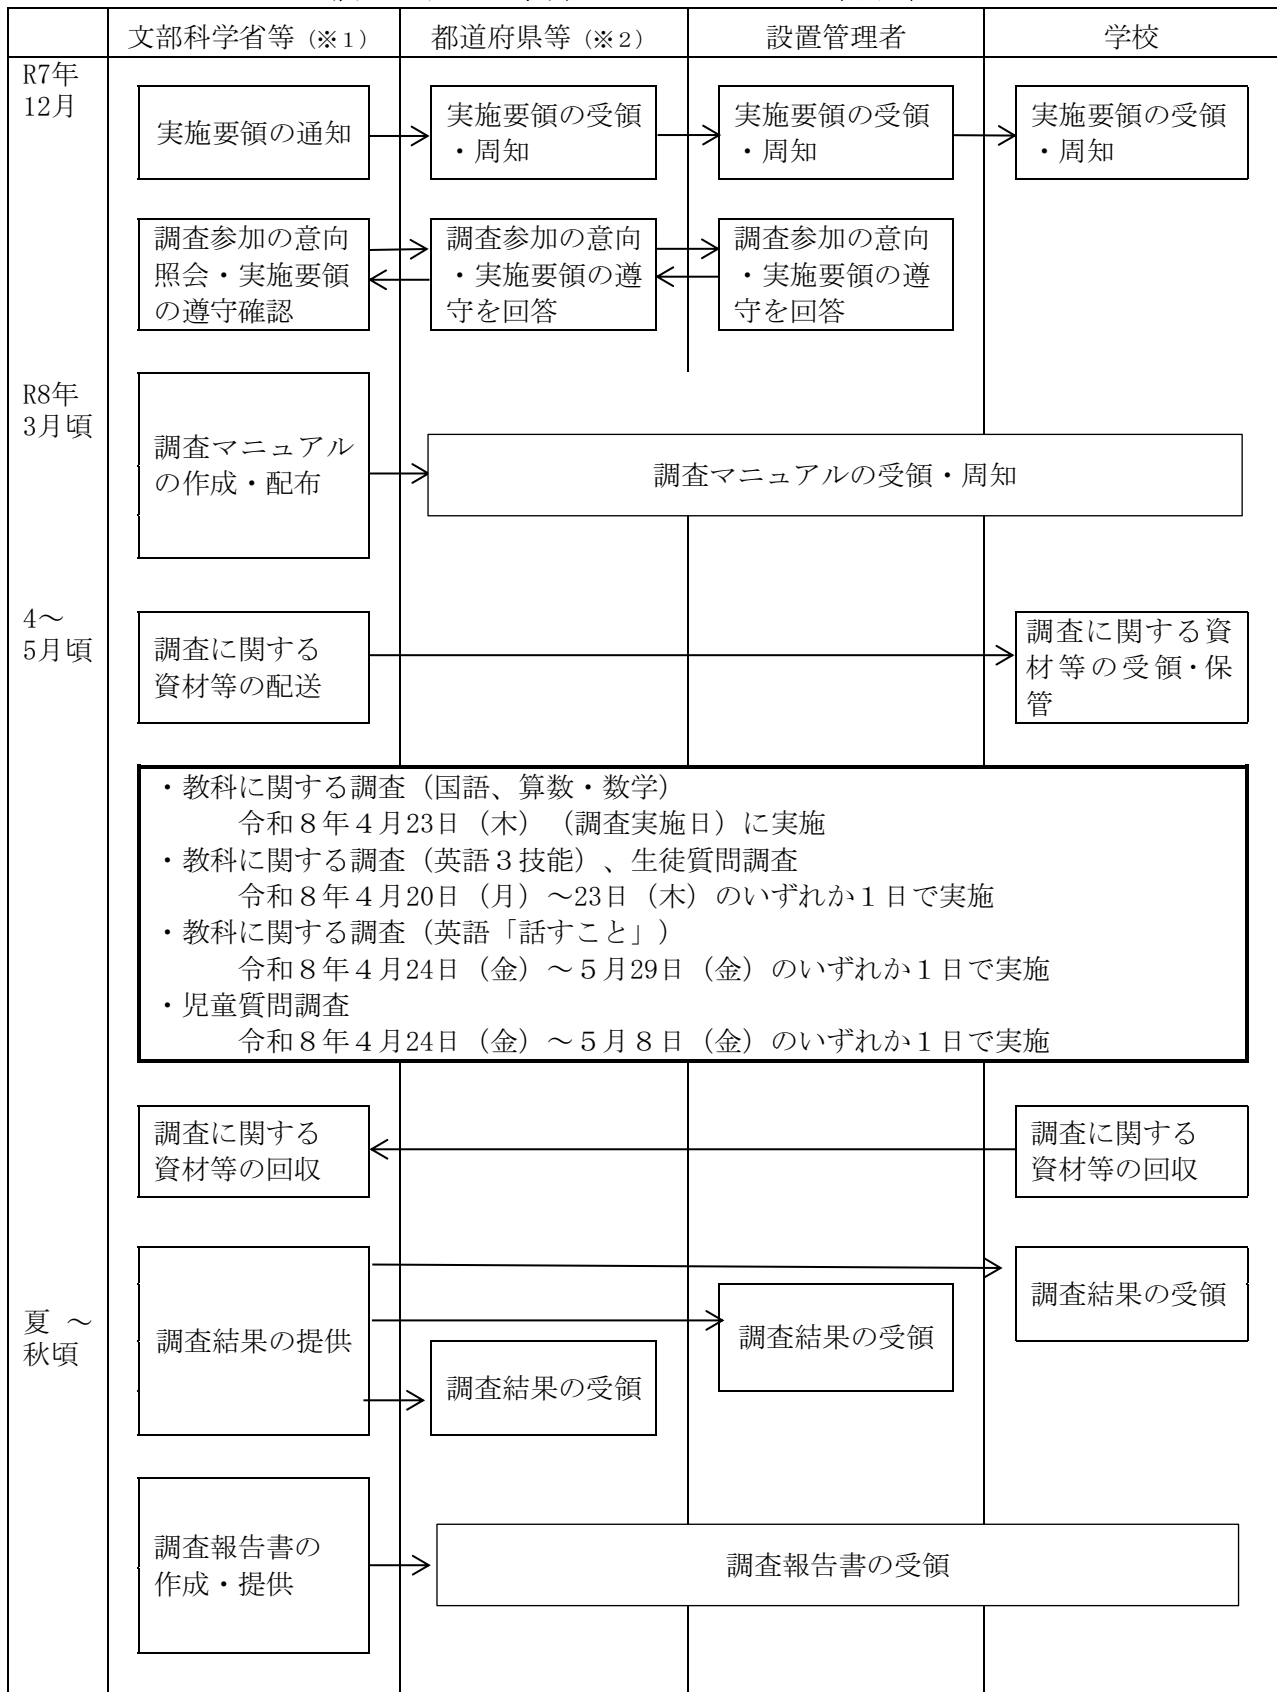 文部科学省等（※１）
都道府県等（※２）
設置管理者
学校
R7年
12月
実施要領の通知
実施要領の受領
・周知
実施要領の受領
・周知
実施要領の受領
・周知
調査参加の意向
照会・実施要領
の遵守確認
調査参加の意向
・実施要領の遵
守を回答
調査参加の意向
・実施要領の遵
守を回答
R8年
3月頃
調査マニュアル
の作成・配布
調査マニュアルの受領・周知
4～
5月頃
調査に関する
資材等の配送
調査に関する資
材等の受領・保
管
・教科に関する調査（国語、算数・数学）
令和８年４月23日（木）（調査実施日）に実施
・教科に関する調査（英語３技能）、生徒質問調査
令和８年４月20日（月）～23日（木）のいずれか１日で実施
・教科に関する調査（英語「話すこと」）
令和８年４月24日（金）～５月29日（金）のいずれか１日で実施
・児童質問調査
令和８年４月24日（金）～５月８日（金）のいずれか１日で実施
調査に関する
資材等の回収
調査に関する
資材等の回収
夏 ～
秋頃
調査結果の提供
調査結果の受領
調査結果の受領
調査結果の受領
調査報告書の
作成・提供
調査報告書の受領